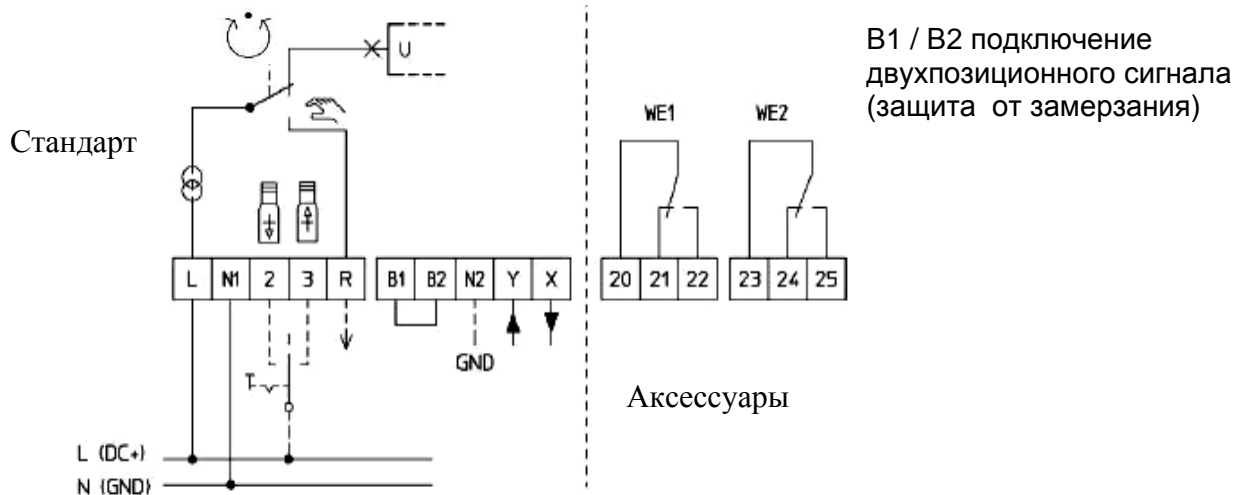 U
B1 / B2 подключение
двухпозиционного сигнала
(защита от замерзания)
WE1 WE2
Стандарт
L N1 2 3 R B1 B2 N2 Y X 20 21 22 23 24 25
GND
T
Аксессуары
L (DC+)
N (GND)